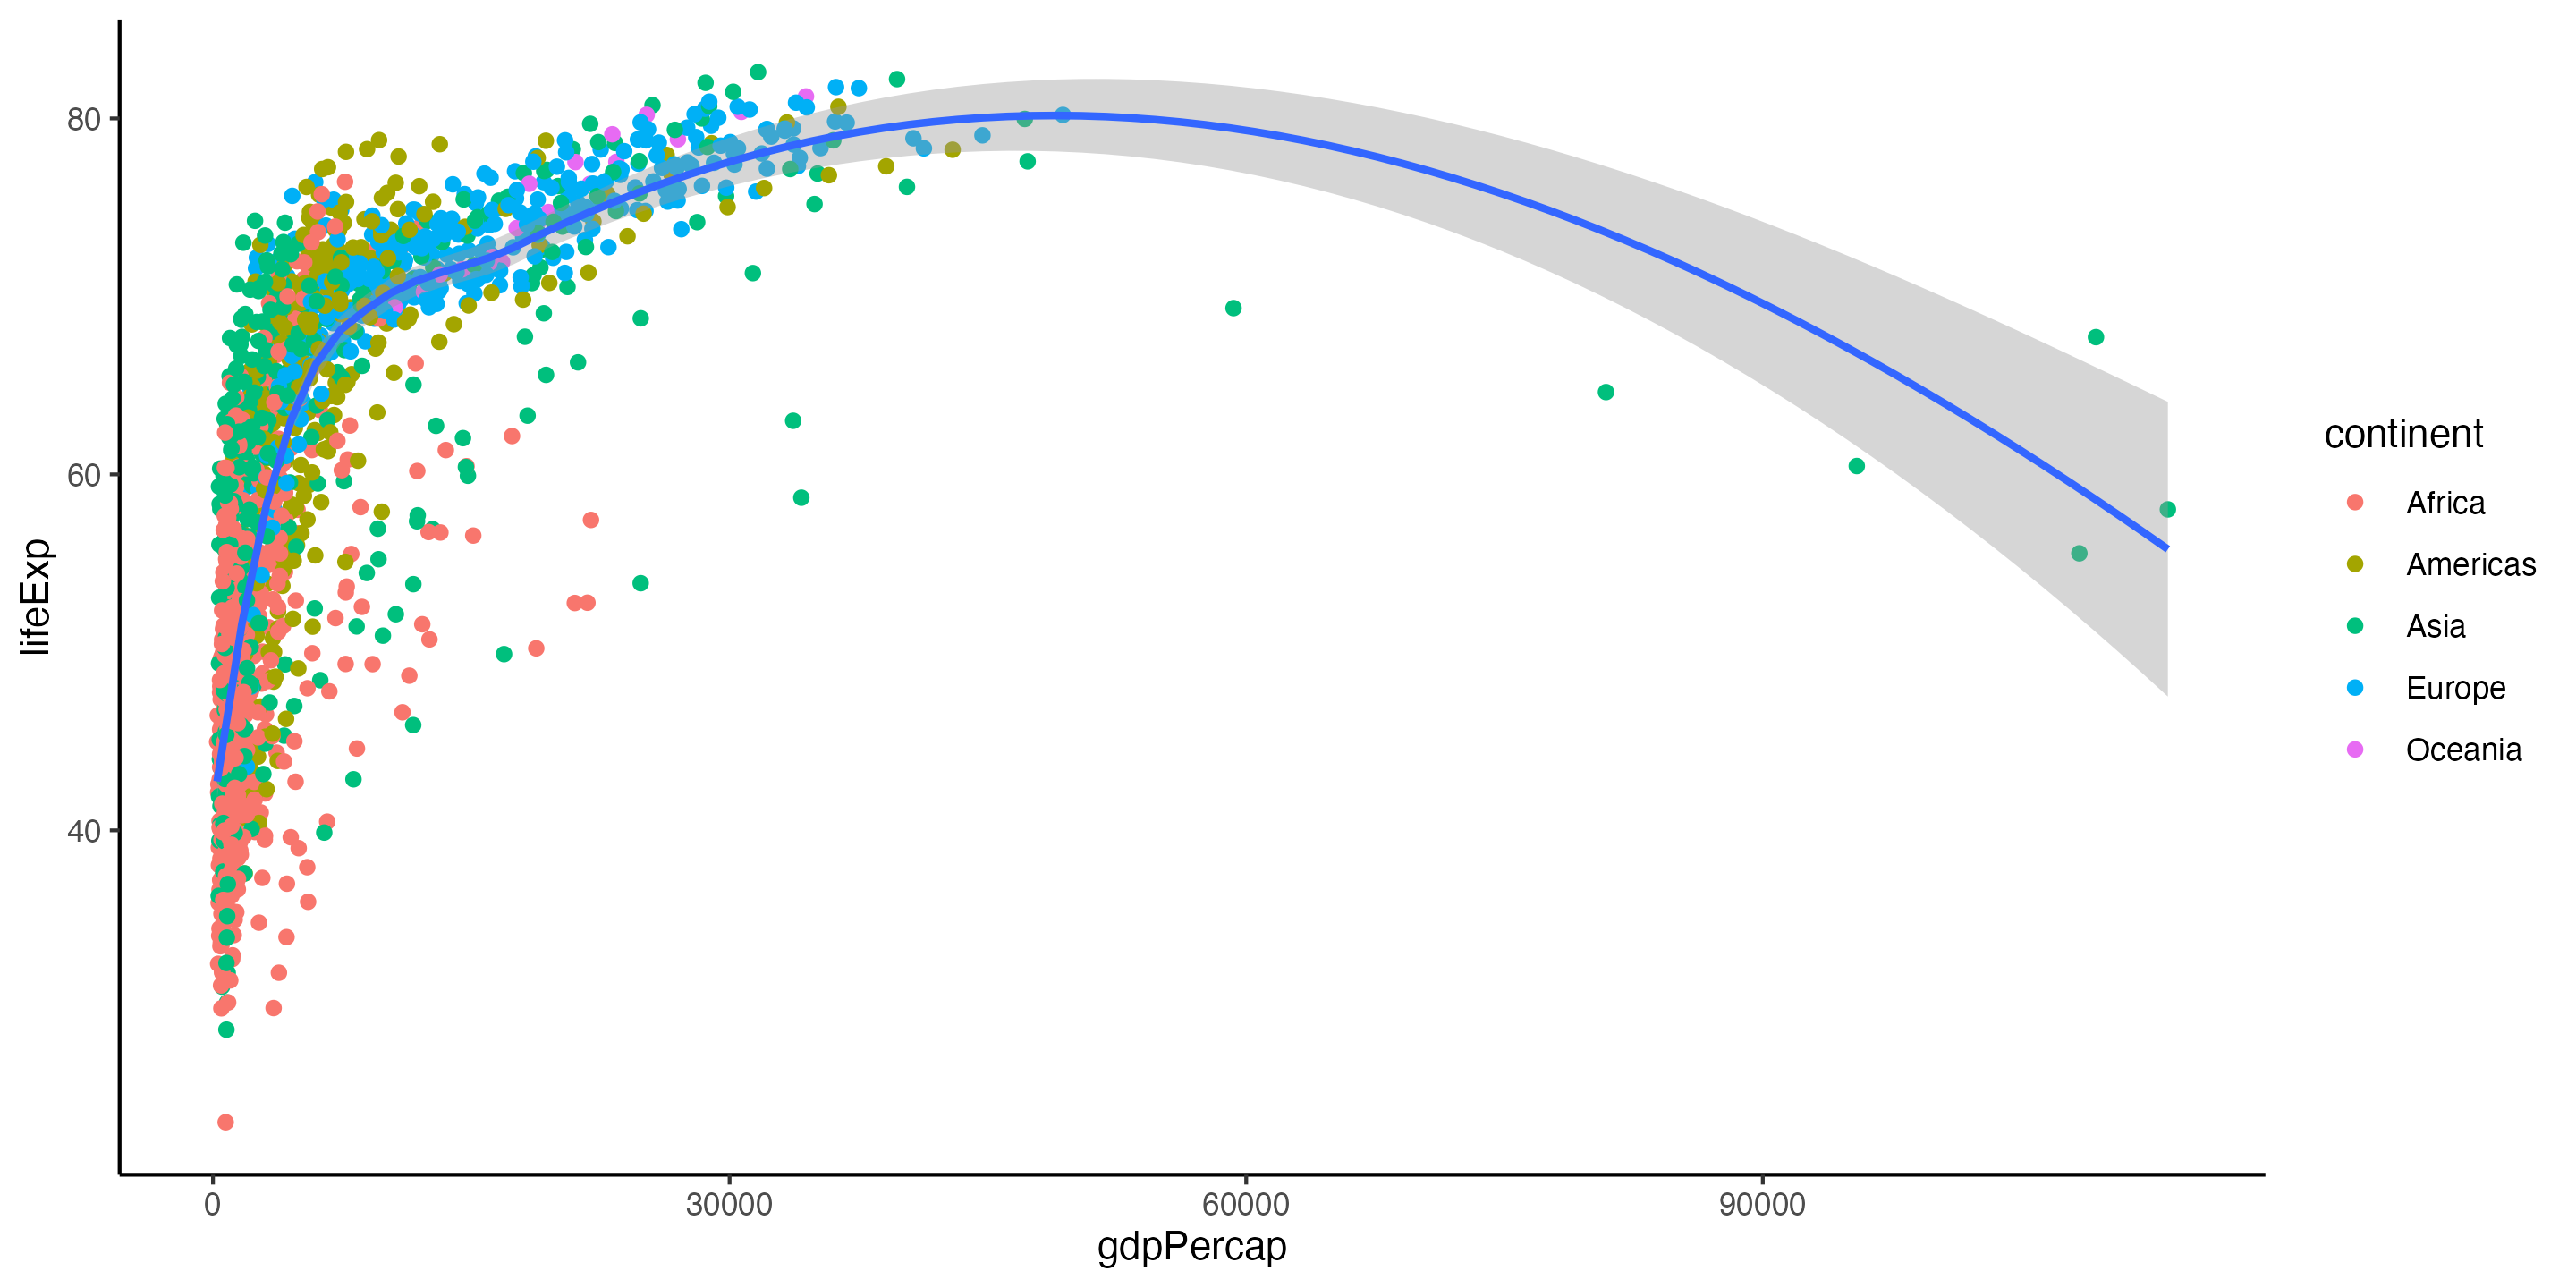 80
60
40
lifeExp
0 30000 60000 90000
gdpPercap
continent
Africa
Americas
Asia
Europe
Oceania